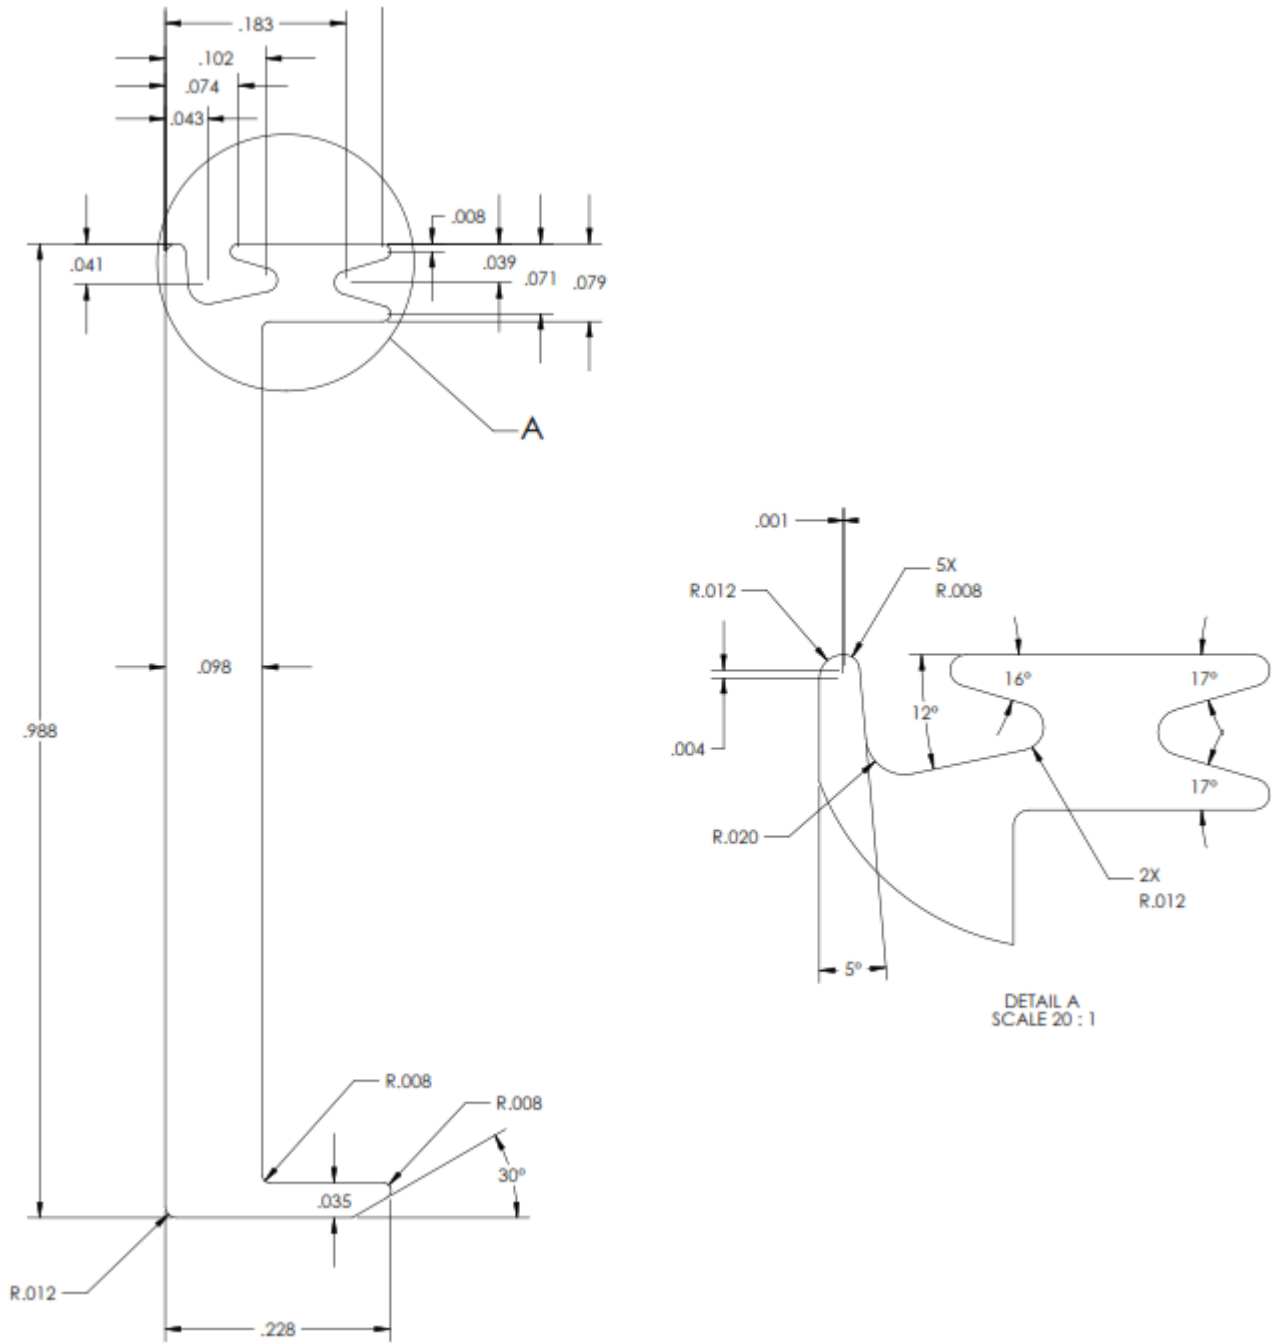 .183
.102
.074
.043
.008
.041
.039
.071
.079
A
.001
5X
R.008
R.012
16°
17°
12°
.004
17°
R.020
2X
R.012
5°
DETAIL A
SCALE 20 : 1
.098
.988
R.008
R.008
30°
.035
R.012
.228